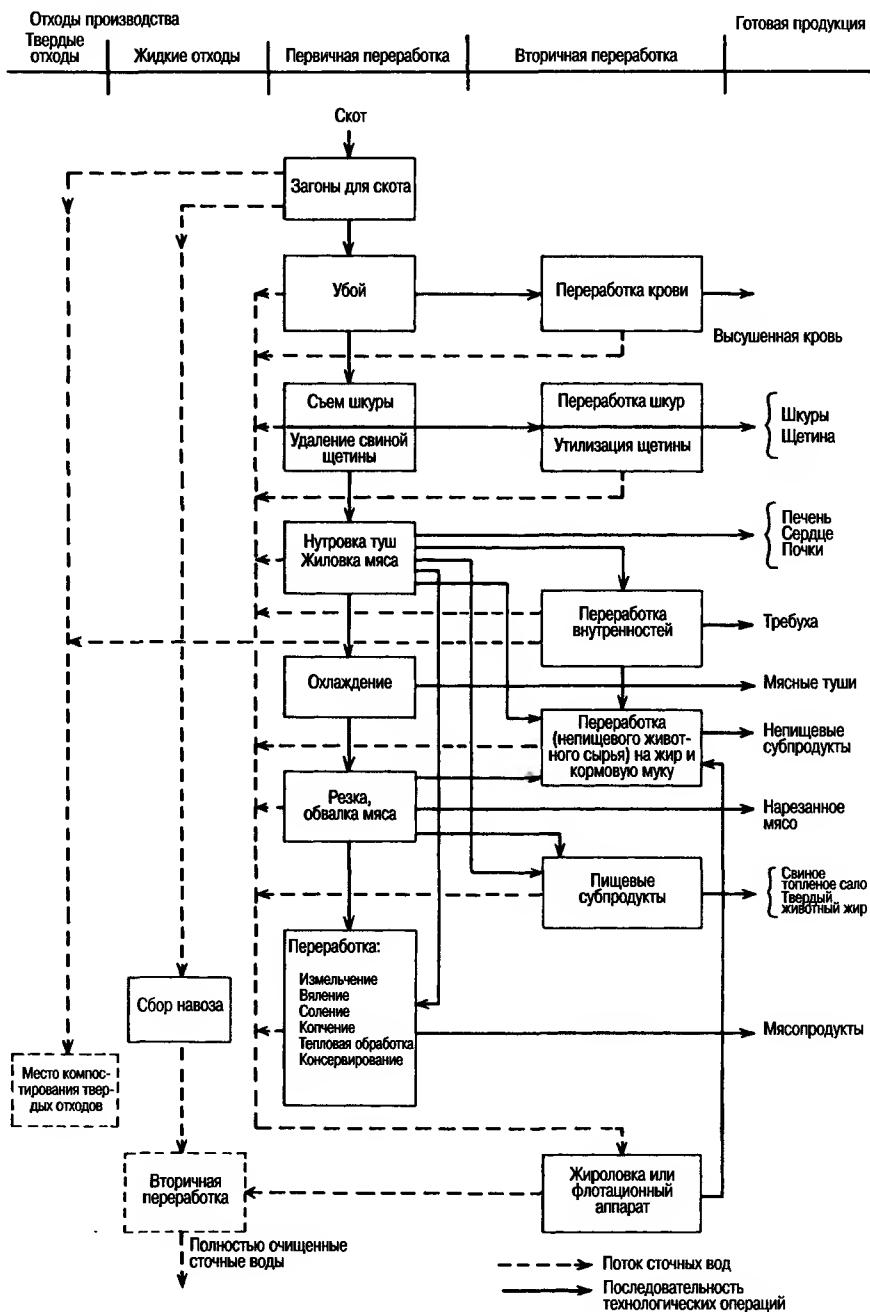 Отходы производства
Готовая продукция
Твердые
отходы
Жидкие отходы
Первичная переработка
Вторичная переработка
Скот
Загоны для скота
Убой
Переработка крови
Высушенная кровь
Съем шкуры
Удаление свиной
щетины
Переработка шкур
Утилизация щетины
Шкуры
Щетина
Нутровка туш
Жиловка мяса
Печень
Сердце
Почки
Переработка
внутренностей
Требуха
Охлаждение
Мясные туши
Переработка
(непищевого живот-
ного сырья) на жир и
кормовую муку
Непищевые
субпродукты
Резка,
обвалка мяса
Нарезанное
мясо
Пищевые
субпродукты
Свиное
топленое сало
Твердый
животный жир
Переработка:
Измельчение
Вяление
Соление
Копчение
Тепловая обработка
Консервирование
Мясопродукты
Сбор навоза
Место компос-
тирования твер-
дых отходов
Вторичная
переработка
Жироловка или
флотационный
аппарат
Полностью очищенные
сточные воды
Поток сточных вод
Последовательность
технологических операций